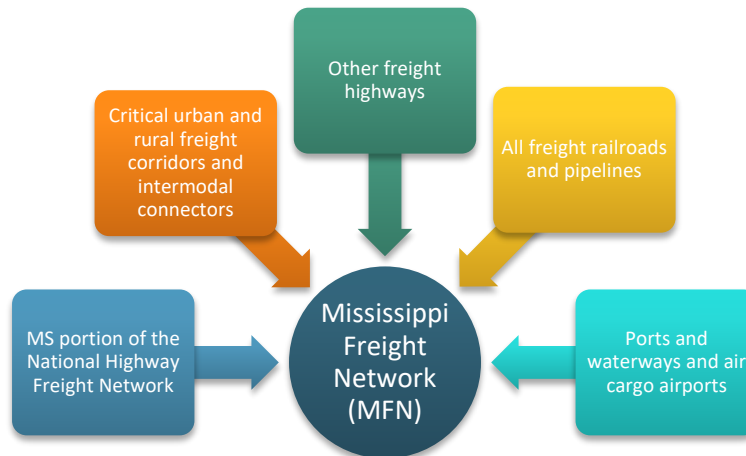 Other freight
highways
Critical urban and
rural freight
corridors and
intermodal
connectors
All freight railroads
and pipelines
MS portion of the
National Highway
Freight Network
Mississippi
Freight
Network
(MFN)
Ports and
waterways and air
cargo airports